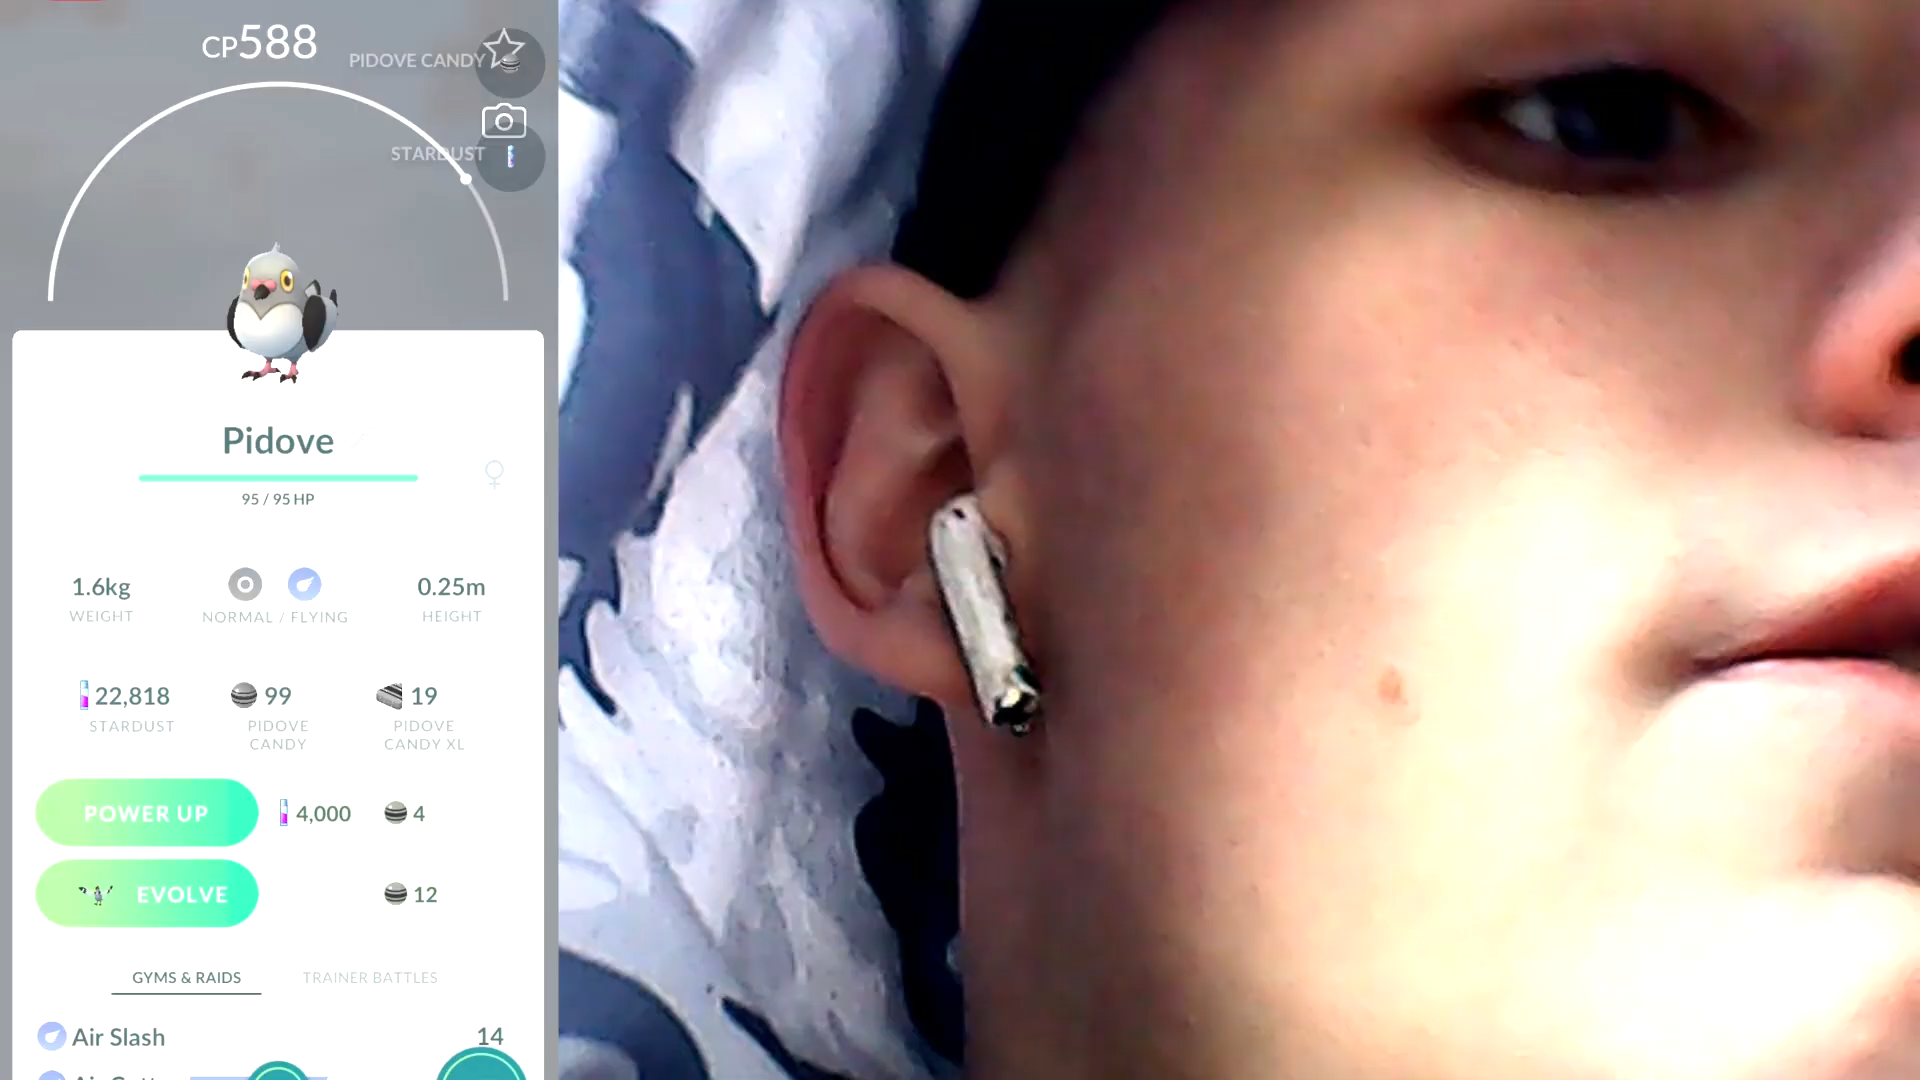 CP588
PIDOVE CANDY
STARDUST
Pidove
95 / 95 HP
1.6kg
WEIGHT
NORMAL / FLYING
0.25m
HEIGHT
22,818
STARDUST
99
PIDOVE
CANDY
19
PIDOVE
CANDY XL
POWER UP
4,000
4
EVOLVE
12
GYMS & RAIDS
TRAINER BATTLES
Air Slash
14